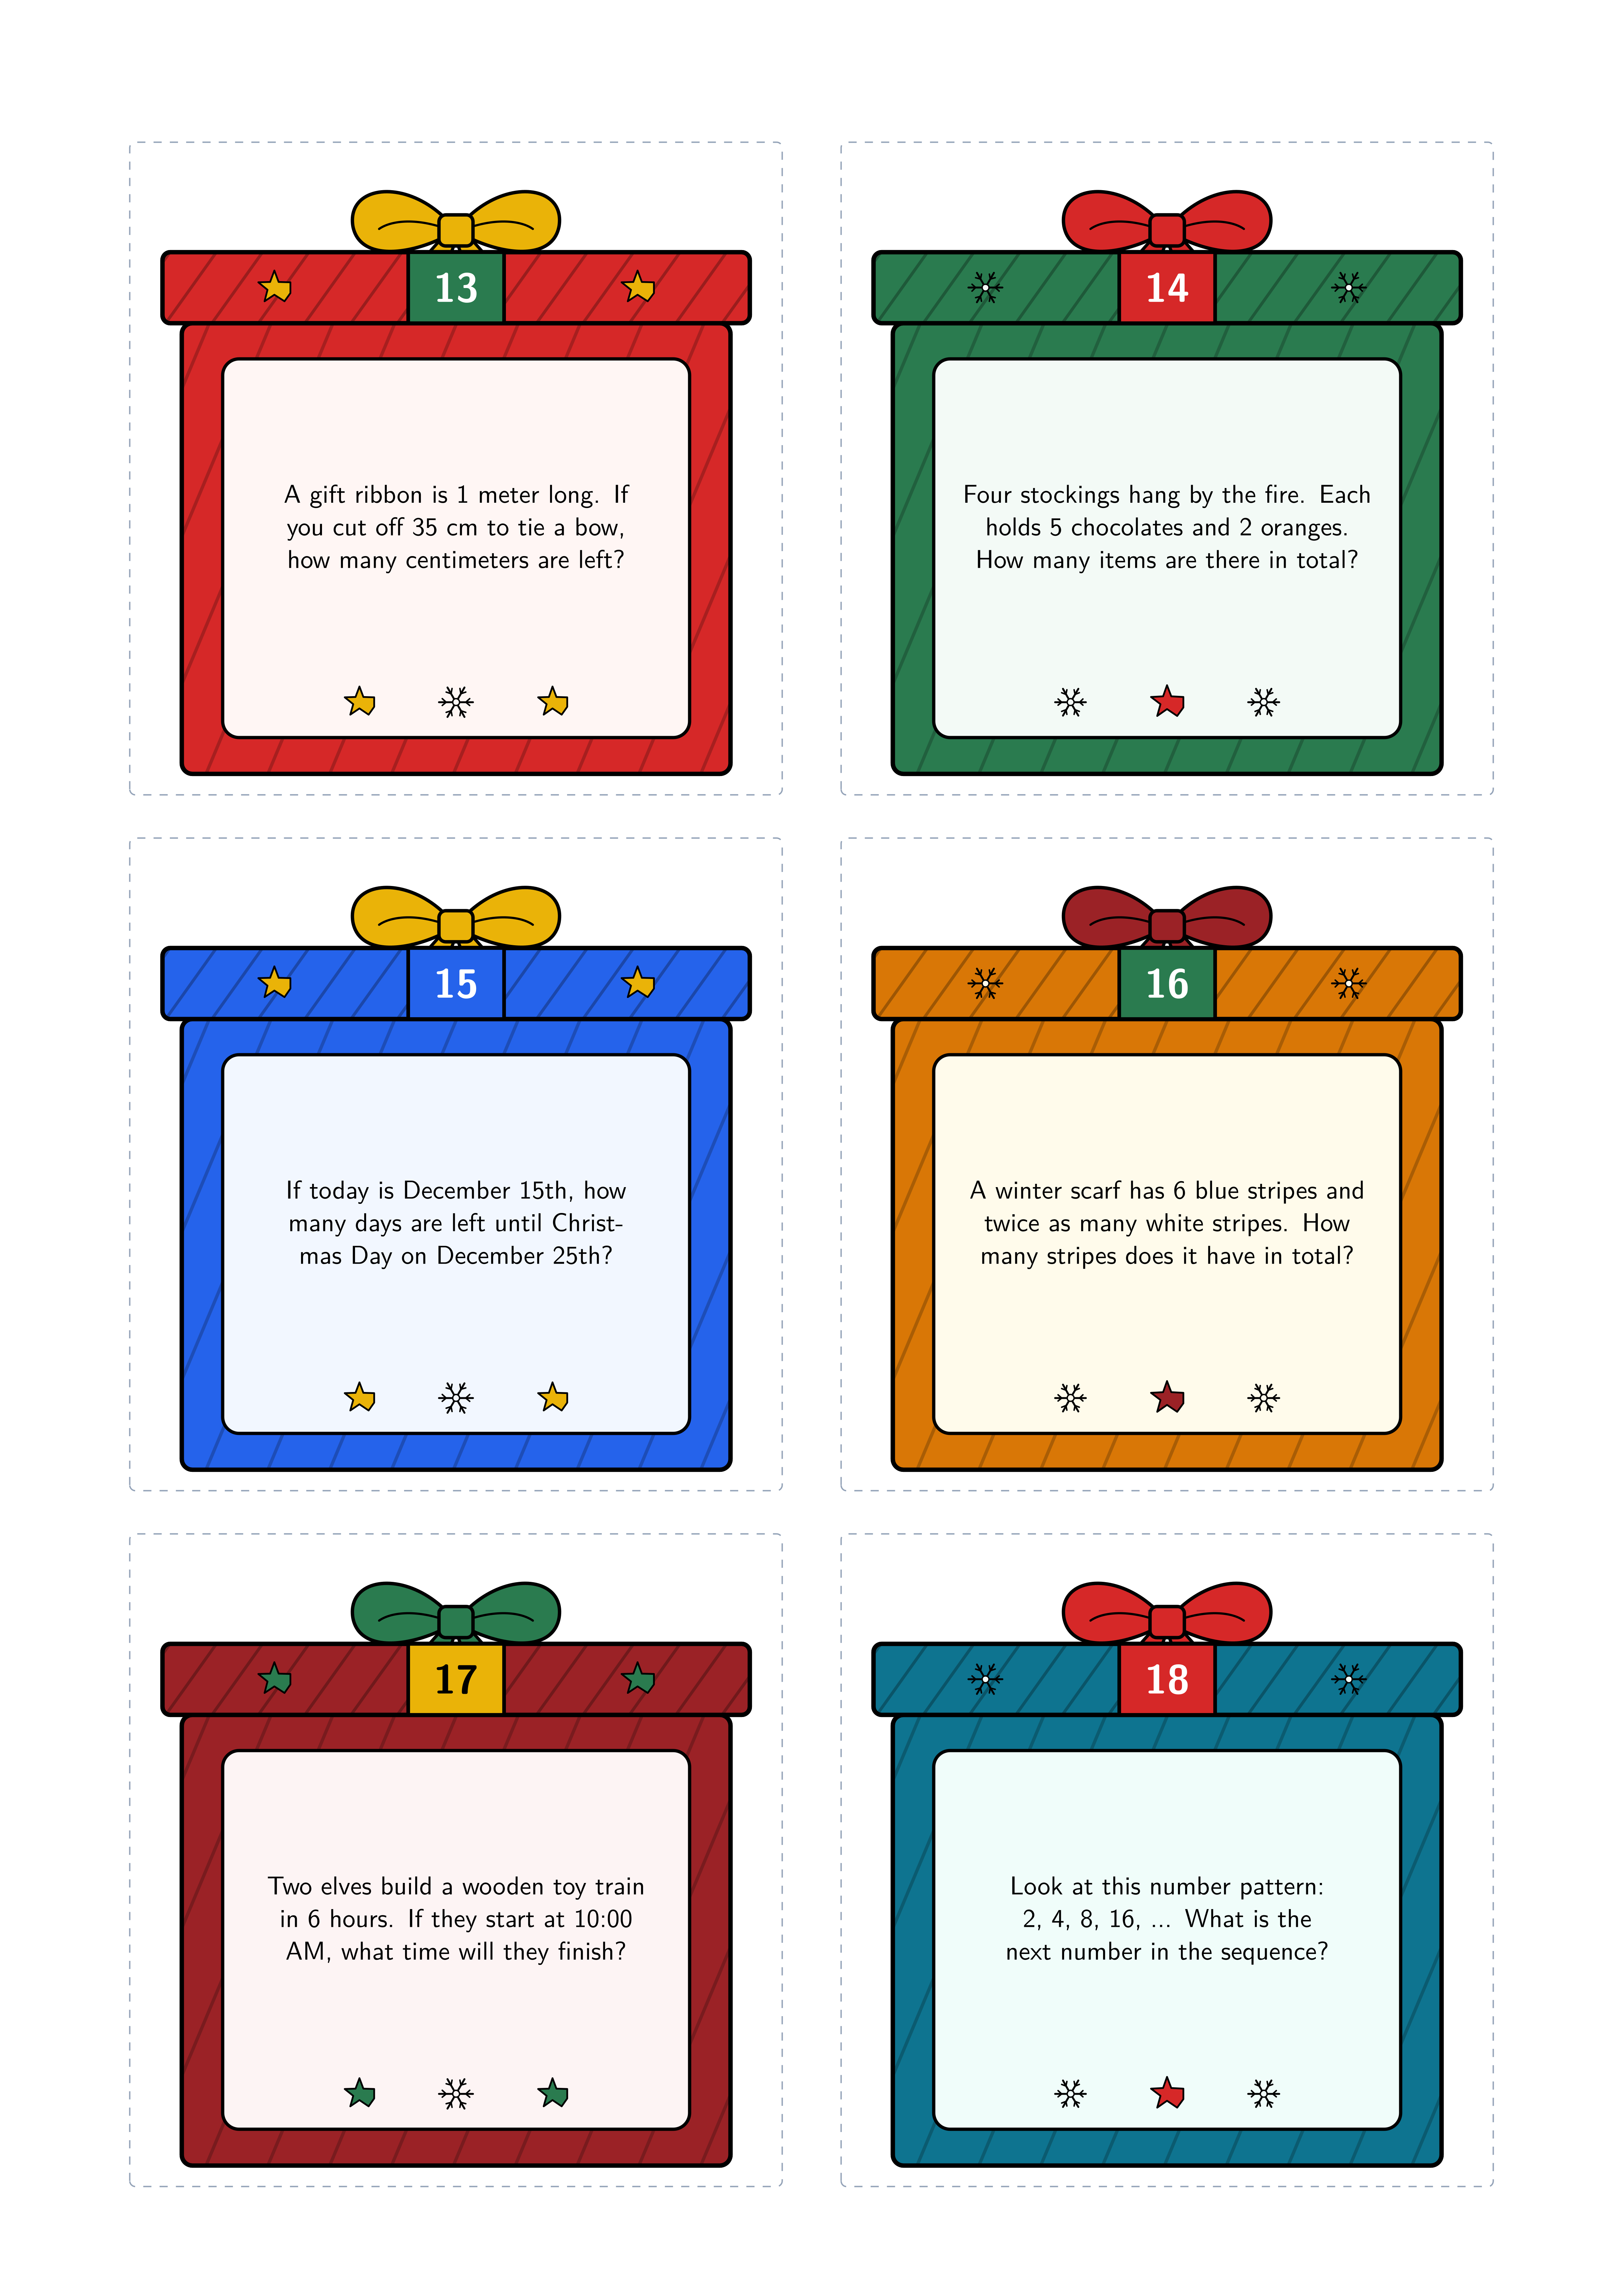 13
A gift ribbon is 1 meter long. If
you cut off 35 cm to tie a bow,
how many centimeters are left?
14
Four stockings hang by the fire. Each
holds 5 chocolates and 2 oranges.
How many items are there in total?
15
If today is December 15th, how
many days are left until Christ-
mas Day on December 25th?
16
A winter scarf has 6 blue stripes and
twice as many white stripes. How
many stripes does it have in total?
17
Two elves build a wooden toy train
in 6 hours. If they start at 10:00
AM, what time will they finish?
18
Look at this number pattern:
2, 4, 8, 16, ... What is the
next number in the sequence?